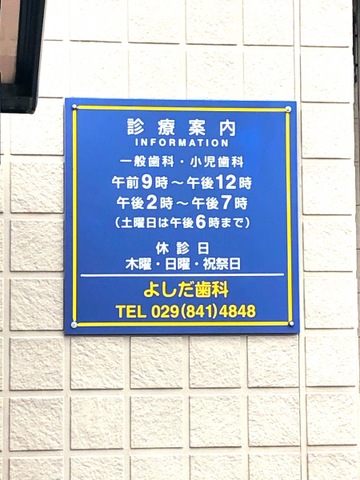 診療案内
INFORMATION
一般歯科・小児歯科
午前9時〜午後12時
午後2時〜午後7時
(土曜日は午後6時まで)
休診日
木曜・日曜・祝祭日
よしだ歯科
TEL 029(841)4848